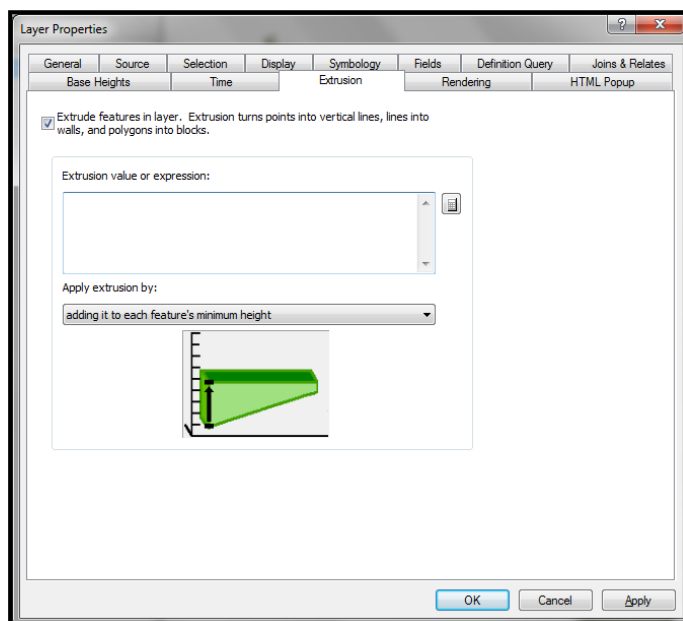 Layer Properties
General Source Selection Display Symbology Fields Definition Query Joins & Relates
Base Heights Time Extrusion Rendering HTML Popup
Extrude features in layer. Extrusion turns points into vertical lines, lines into
walls, and polygons into blocks.
Extrusion value or expression:
Apply extrusion by:
adding it to each feature's minimum height
OK Cancel Apply